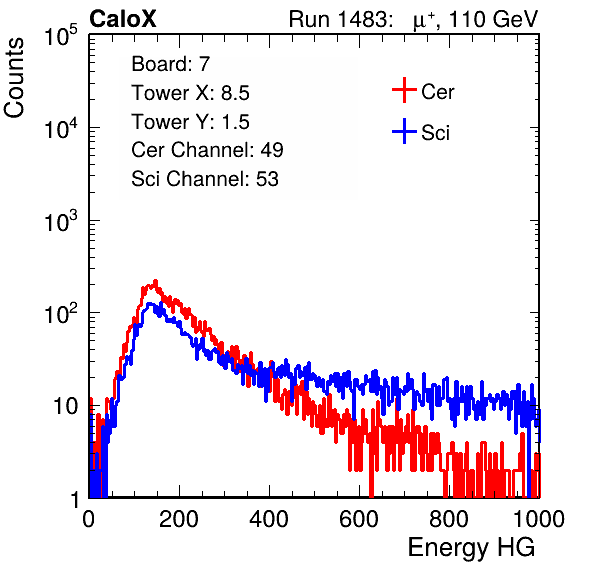 CaloX Run 1483: μ⁺, 110 GeV
Counts
10⁵
10⁴
10³
10²
10
1
Board: 7
Tower X: 8.5
Tower Y: 1.5
Cer Channel: 49
Sci Channel: 53
Cer
Sci
0 200 400 600 800 1000
Energy HG